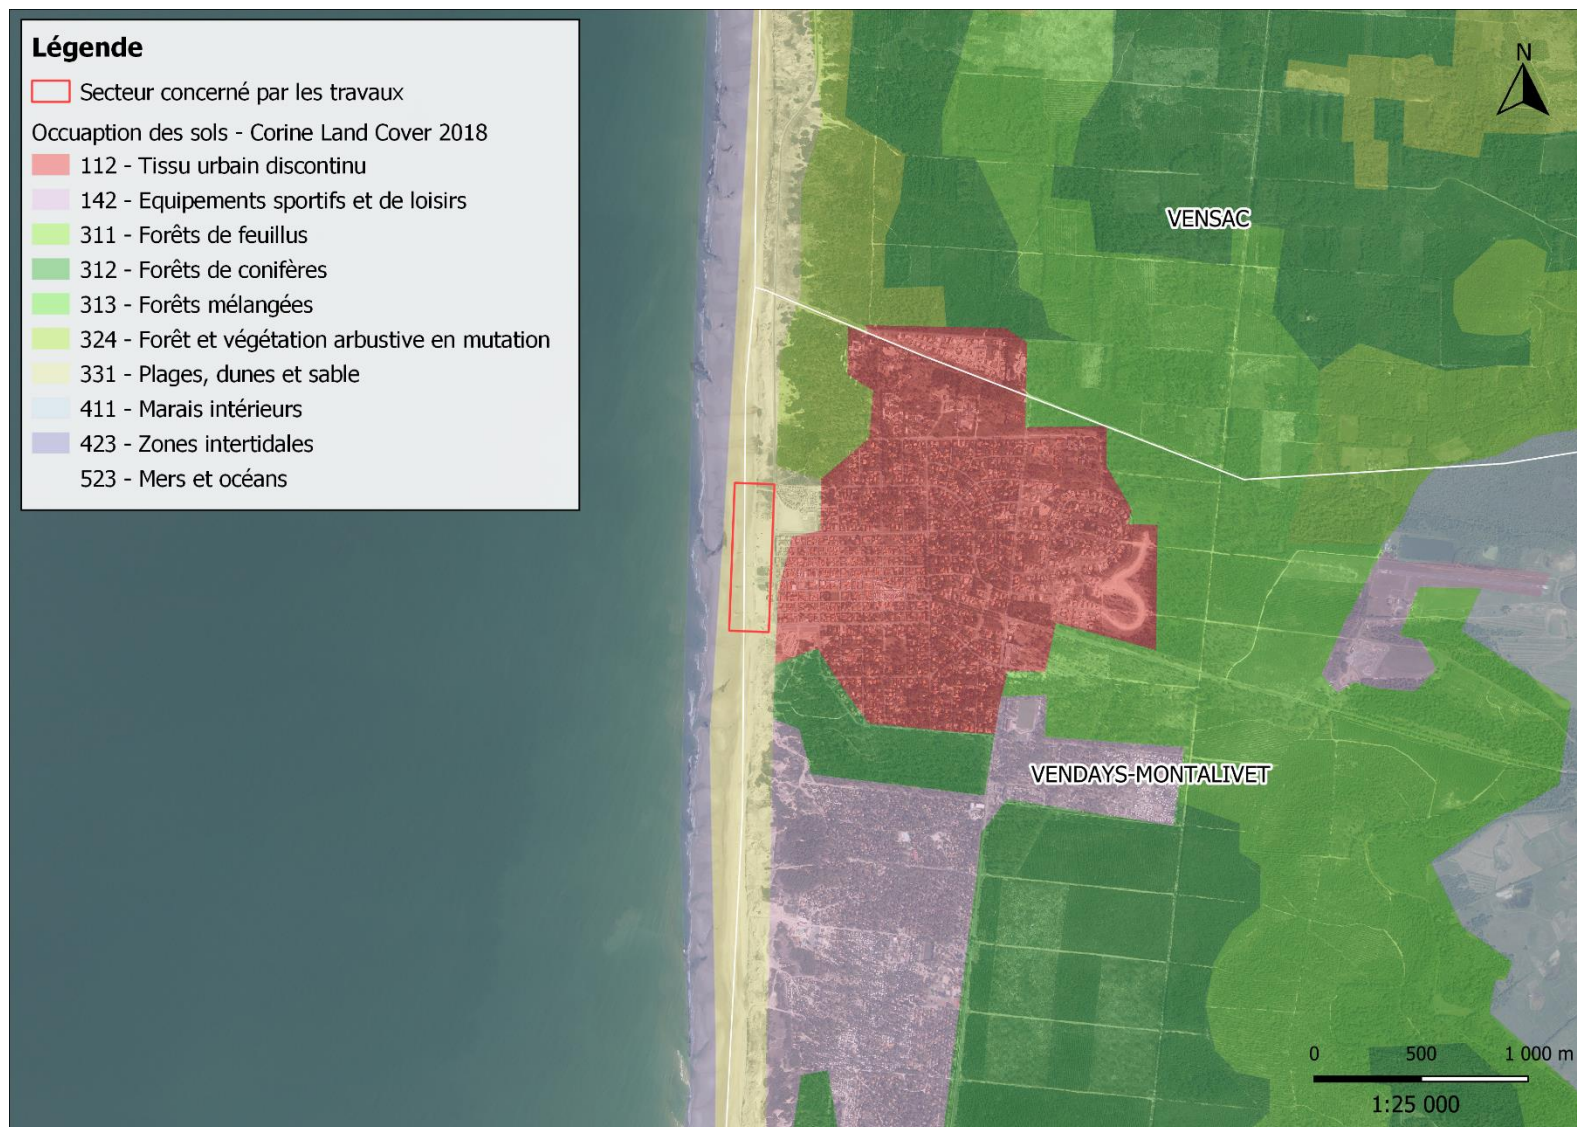 Légende
Secteur concerné par les travaux
Occuaption des sols - Corine Land Cover 2018
112 - Tissu urbain discontinu
142 - Equipements sportifs et de loisirs
311 - Forêts de feuillus
312 - Forêts de conifères
313 - Forêts mélangées
324 - Forêt et végétation arbustive en mutation
331 - Plages, dunes et sable
411 - Marais intérieurs
423 - Zones intertidales
523 - Mers et océans
N
VENSAC
VENDAYS-MONTALIVET
0 500 1 000 m
1:25 000